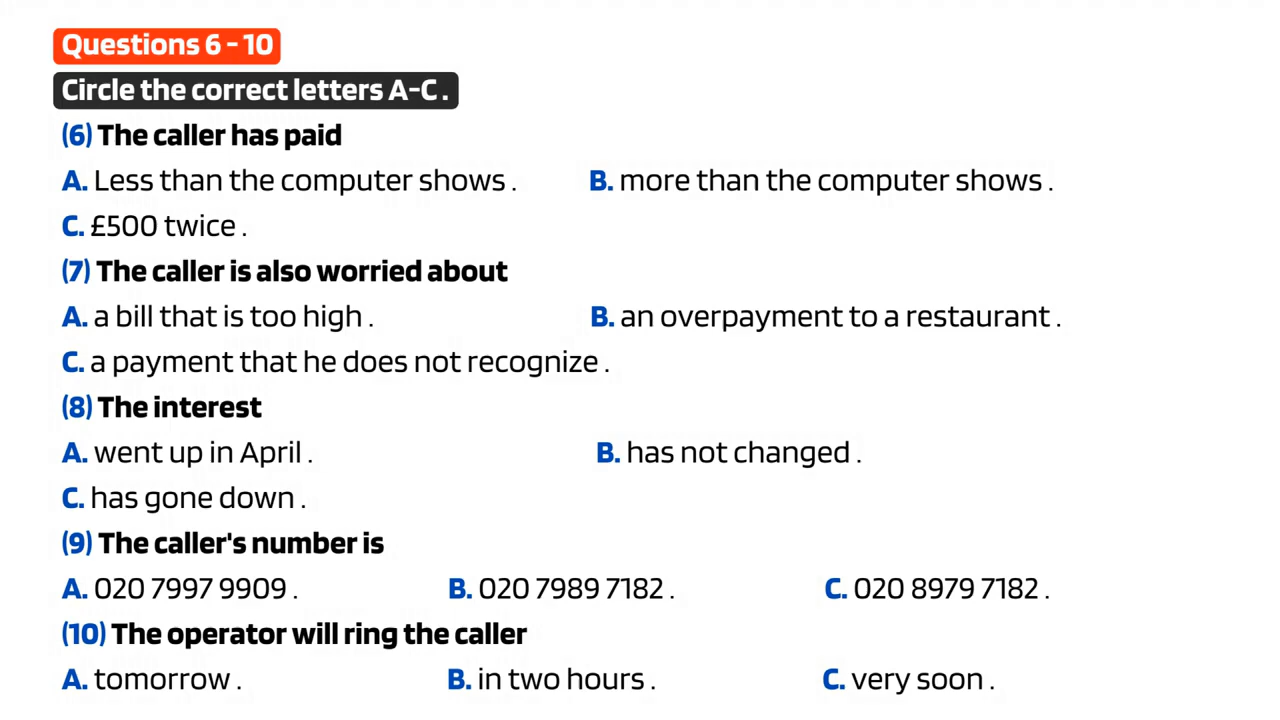 Questions 6 - 10
Circle the correct letters A-C .
(6) The caller has paid
A. Less than the computer shows . B. more than the computer shows .
C. £500 twice .
(7) The caller is also worried about
A. a bill that is too high . B. an overpayment to a restaurant .
C. a payment that he does not recognize .
(8) The interest
A. went up in April . B. has not changed .
C. has gone down .
(9) The caller's number is
A. 020 7997 9909 . B. 020 7989 7182 . C. 020 8979 7182 .
(10) The operator will ring the caller
A. tomorrow . B. in two hours . C. very soon .